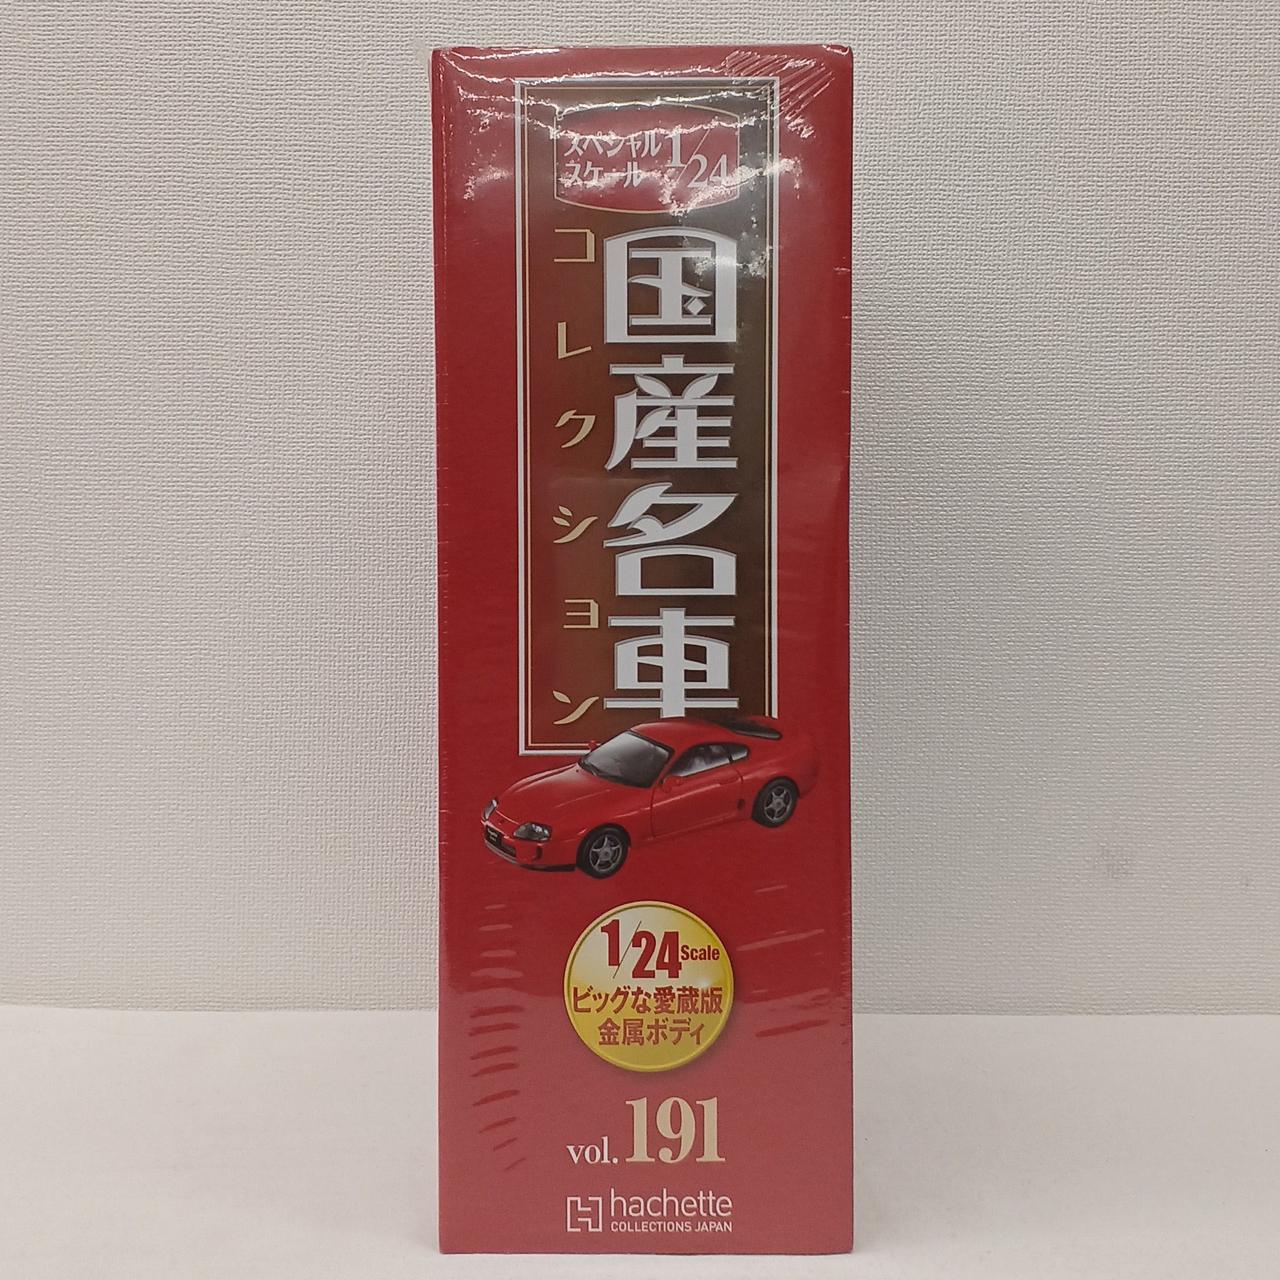 スペシャル
スケール 1/24
国産名車
コレクション
1/24 Scale
ビッグな愛蔵版
金属ボディ
vol. 191
hachette
COLLECTIONS JAPAN